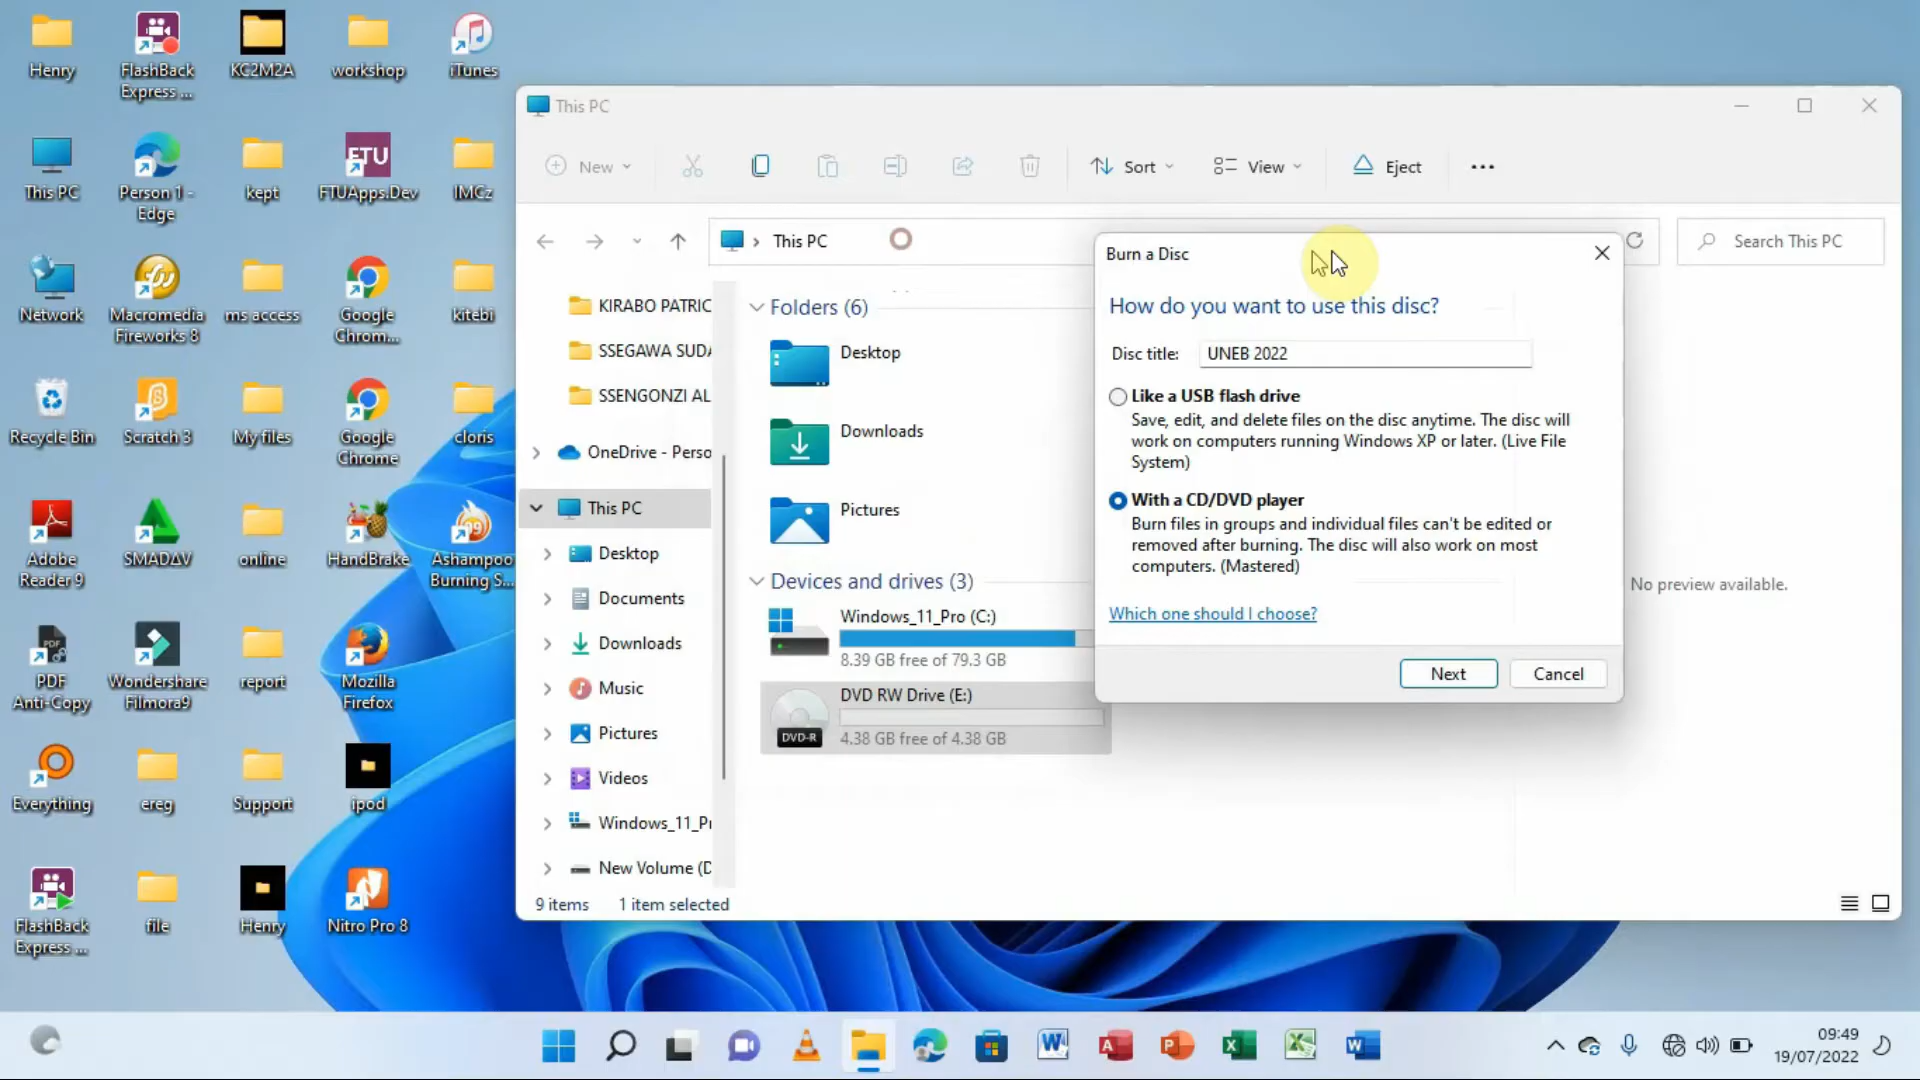 Henry
FlashBack
Express ...
KC2M2A
workshop
iTunes
This PC
Person 1 -
Edge
kept
FTU
FTUApps.Dev
IMCz
Network
Macromedia
Fireworks 8
ms access
Google
Chrom...
kitebi
Recycle Bin
Scratch 3
My files
Google
Chrome
cloris
Adobe
Reader 9
SMADΔV
online
HandBrake
Ashampoo
Burning S...
PDF
PDF
Anti-Copy
Wondershare
Filmora9
report
Mozilla
Firefox
Everything
ereg
Support
ipod
FlashBack
Express ...
file
Henry
Nitro Pro 8
This PC
New
Sort
View
Eject
This PC
Search This PC
KIRABO PATRIC
SSEGAWA SUD
SSENGONZI AL
OneDrive - Perso
This PC
Desktop
Documents
Downloads
Music
Pictures
Videos
Windows_11_P
New Volume (D
Folders (6)
Desktop
Downloads
Pictures
Devices and drives (3)
Windows_11_Pro (C:)
8.39 GB free of 79.3 GB
DVD RW Drive (E:)
DVD-R
4.38 GB free of 4.38 GB
No preview available.
9 items 1 item selected
Burn a Disc
How do you want to use this disc?
Disc title: UNEB 2022
Like a USB flash drive
Save, edit, and delete files on the disc anytime. The disc will
work on computers running Windows XP or later. (Live File
System)
With a CD/DVD player
Burn files in groups and individual files can't be edited or
removed after burning. The disc will also work on most
computers. (Mastered)
Which one should I choose?
Next
Cancel
09:49
19/07/2022